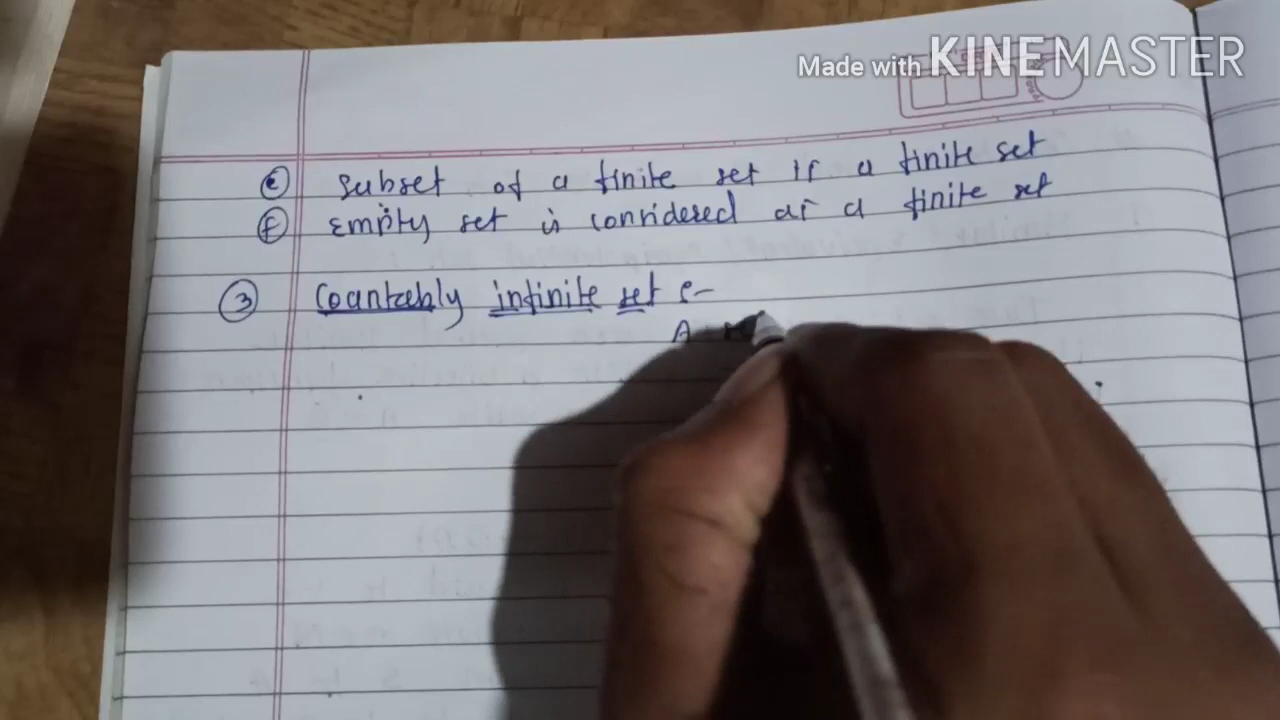 Made with KINEMASTER
(e) Subset of a finite set is a finite set
(f) Empty set is considered as a finite set
(3) Countably infinite set :-
A